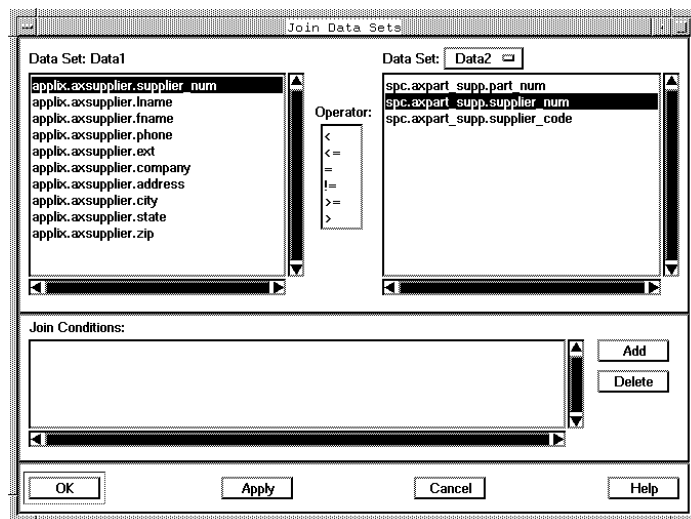 Join Data Sets
Data Set: Data1
applix.axsupplier.supplier_num
applix.axsupplier.lname
applix.axsupplier.fname
applix.axsupplier.phone
applix.axsupplier.ext
applix.axsupplier.company
applix.axsupplier.address
applix.axsupplier.city
applix.axsupplier.state
applix.axsupplier.zip
Operator:
<
<=
=
!=
>=
>
Data Set: Data2
spc.axpart_supp.part_num
spc.axpart_supp.supplier_num
spc.axpart_supp.supplier_code
Join Conditions:
Add
Delete
OK
Apply
Cancel
Help